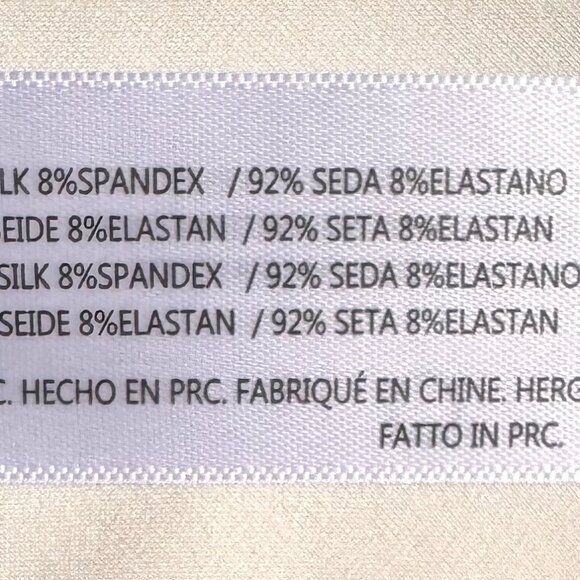 LK 8%SPANDEX / 92% SEDA 8%ELASTANO
SEIDE 8%ELASTAN / 92% SETA 8%ELASTAN
SILK 8%SPANDEX / 92% SEDA 8%ELASTANO
SEIDE 8%ELASTAN / 92% SETA 8%ELASTAN
C. HECHO EN PRC. FABRIQUÉ EN CHINE. HERG
FATTO IN PRC.